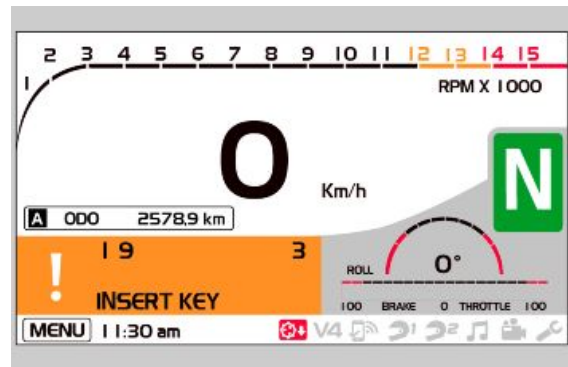 1 2 3 4 5 6 7 8 9 10 11 12 13 14 15
RPM X 1000
0
Km/h
N
A ODO 2578,9 km
! 19 3
INSERT KEY
ROLL 0°
100 BRAKE 0 THROTTLE 100
MENU 11:30 am V4 1 2